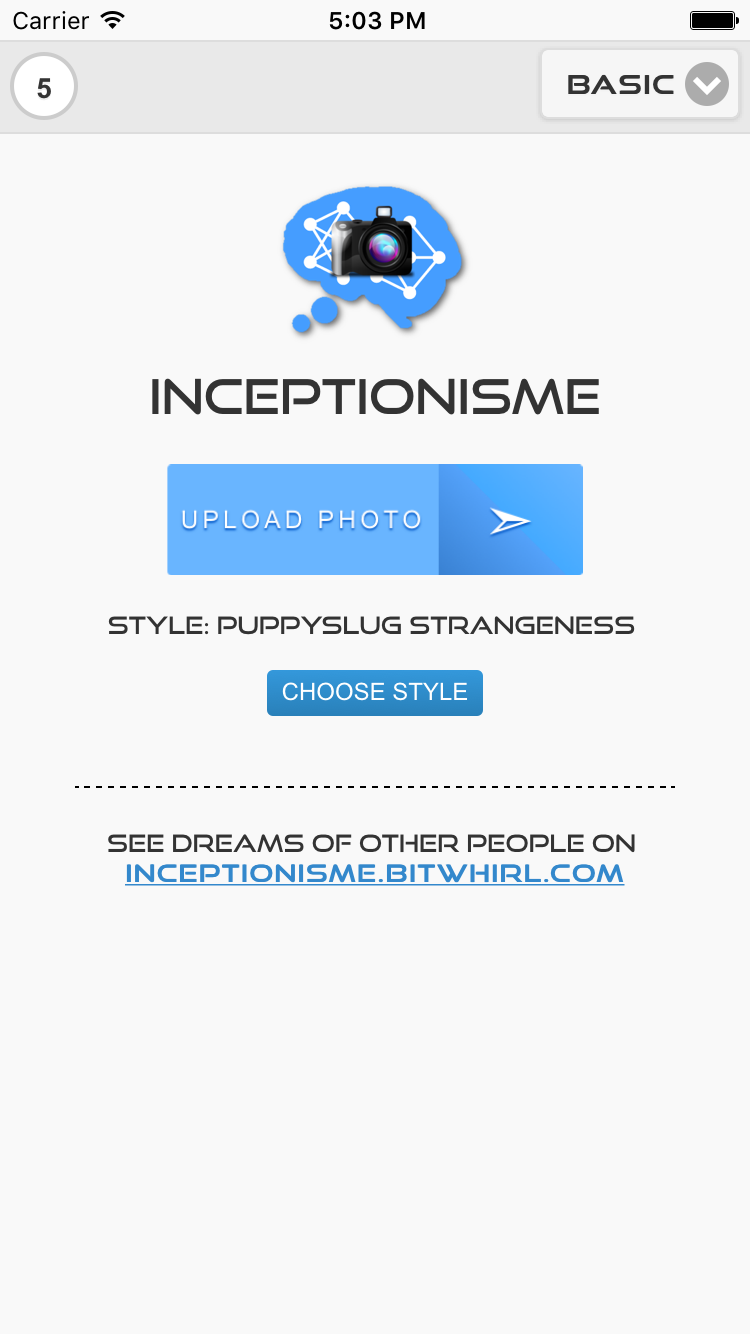 Carrier 5:03 PM
5 BASIC
INCEPTIONISME
UPLOAD PHOTO
STYLE: PUPPYSLUG STRANGENESS
CHOOSE STYLE
SEE DREAMS OF OTHER PEOPLE ON
INCEPTIONISME.BITWHIRL.COM